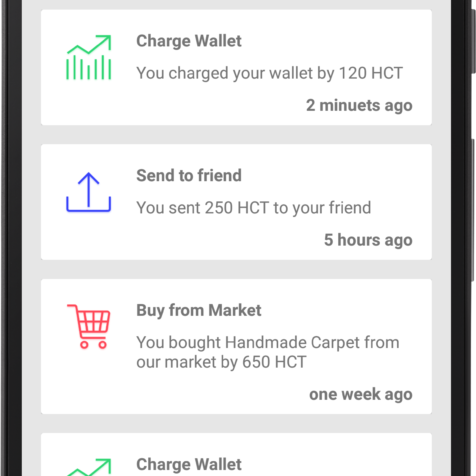 Charge Wallet
You charged your wallet by 120 HCT
2 minuets ago
Send to friend
You sent 250 HCT to your friend
5 hours ago
Buy from Market
You bought Handmade Carpet from
our market by 650 HCT
one week ago
Charge Wallet